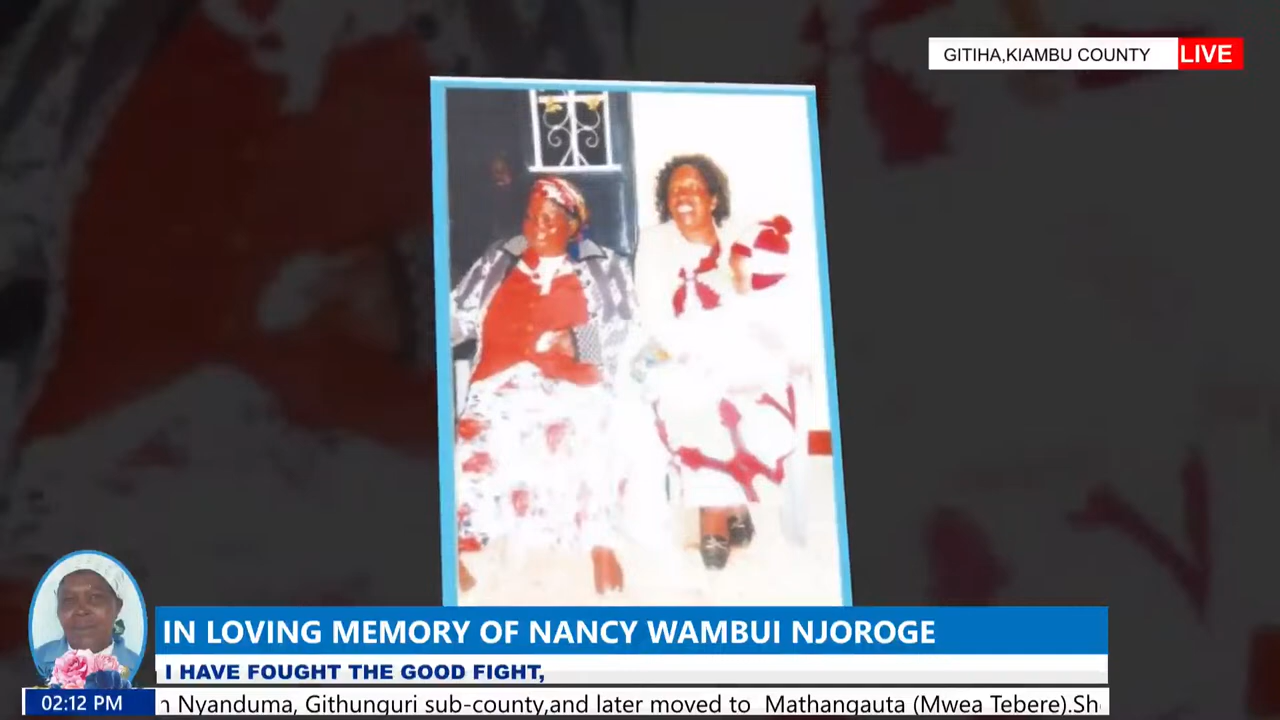 GITIHA,KIAMBU COUNTY LIVE
IN LOVING MEMORY OF NANCY WAMBUI NJOROGE
I HAVE FOUGHT THE GOOD FIGHT,
02:12 PM
Nyanduma, Githunguri sub-county,and later moved to Mathangauta (Mwea Tebere).Sh